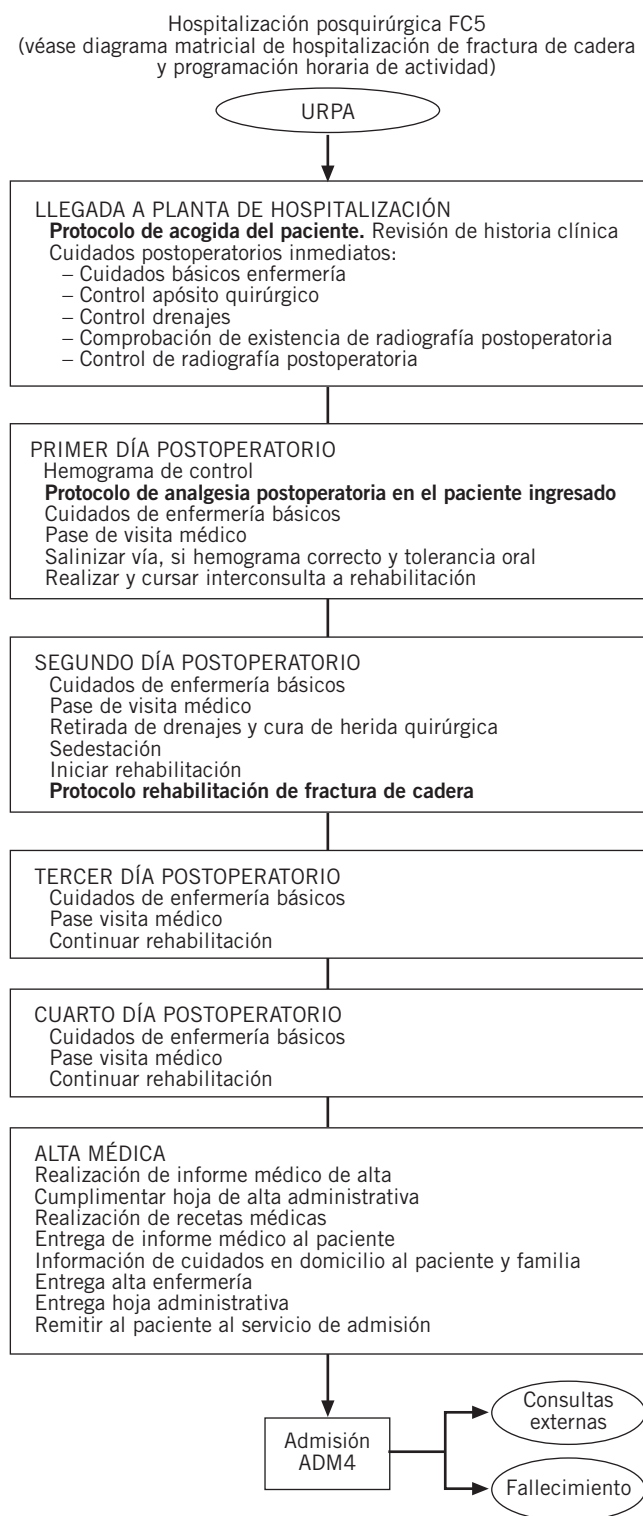 Hospitalización posquirúrgica FC5
(véase diagrama matricial de hospitalización de fractura de cadera
y programación horaria de actividad)
URPA
LLEGADA A PLANTA DE HOSPITALIZACIÓN
Protocolo de acogida del paciente. Revisión de historia clínica
Cuidados postoperatorios inmediatos:
– Cuidados básicos enfermería
– Control apósito quirúrgico
– Control drenajes
– Comprobación de existencia de radiografía postoperatoria
– Control de radiografía postoperatoria
PRIMER DÍA POSTOPERATORIO
Hemograma de control
Protocolo de analgesia postoperatoria en el paciente ingresado
Cuidados de enfermería básicos
Pase de visita médico
Salinizar vía, si hemograma correcto y tolerancia oral
Realizar y cursar interconsulta a rehabilitación
SEGUNDO DÍA POSTOPERATORIO
Cuidados de enfermería básicos
Pase de visita médico
Retirada de drenajes y cura de herida quirúrgica
Sedestación
Iniciar rehabilitación
Protocolo rehabilitación de fractura de cadera
TERCER DÍA POSTOPERATORIO
Cuidados de enfermería básicos
Pase visita médico
Continuar rehabilitación
CUARTO DÍA POSTOPERATORIO
Cuidados de enfermería básicos
Pase visita médico
Continuar rehabilitación
ALTA MÉDICA
Realización de informe médico de alta
Cumplimentar hoja de alta administrativa
Realización de recetas médicas
Entrega de informe médico al paciente
Información de cuidados en domicilio al paciente y familia
Entrega alta enfermería
Entrega hoja administrativa
Remitir al paciente al servicio de admisión
Admisión
ADM4
Consultas
externas
Fallecimiento